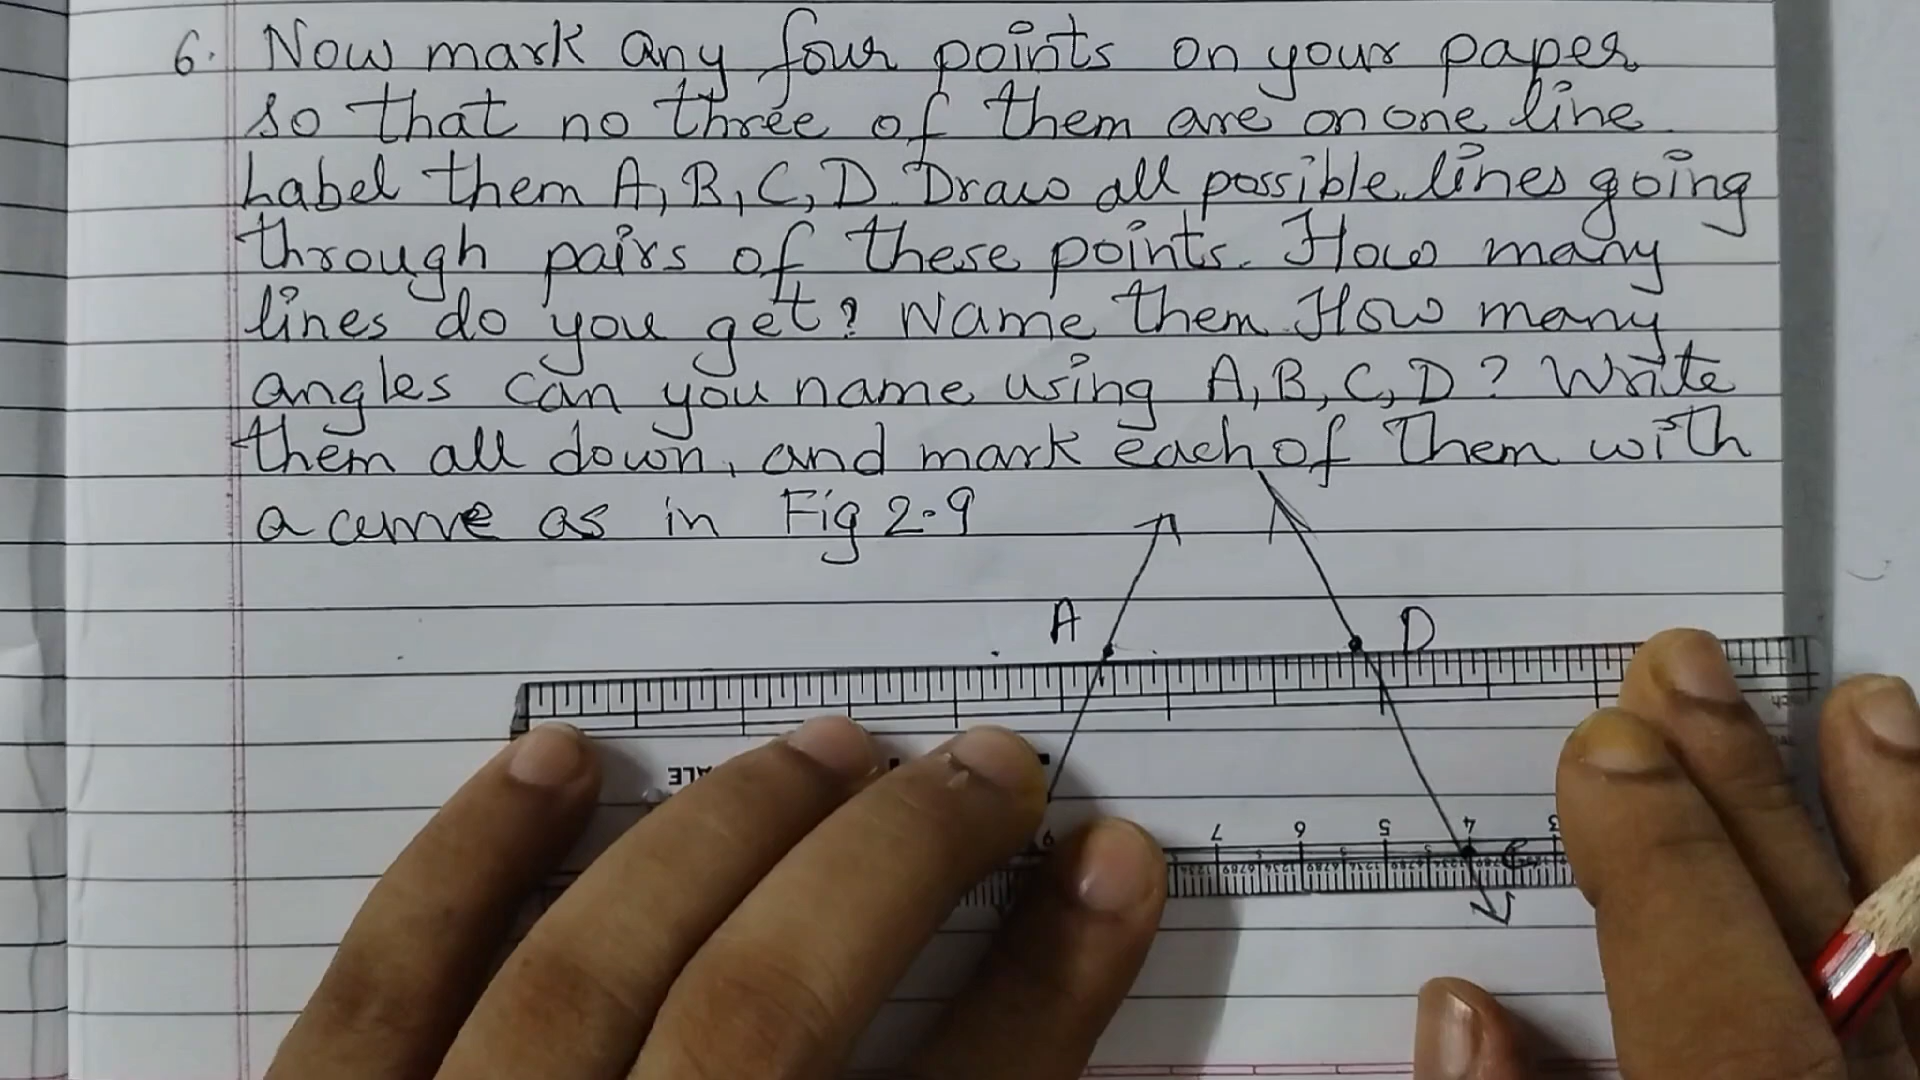 6. Now mark any four points on your paper
so that no three of them are on one line
Label them A, B, C, D. Draw all possible lines going
through pairs of these points. How many
lines do you get? Name them. How many
angles can you name using A, B, C, D? Write
them all down, and mark each of them with
a curve as in Fig 2.9
A D
7 6 5 4 3
C